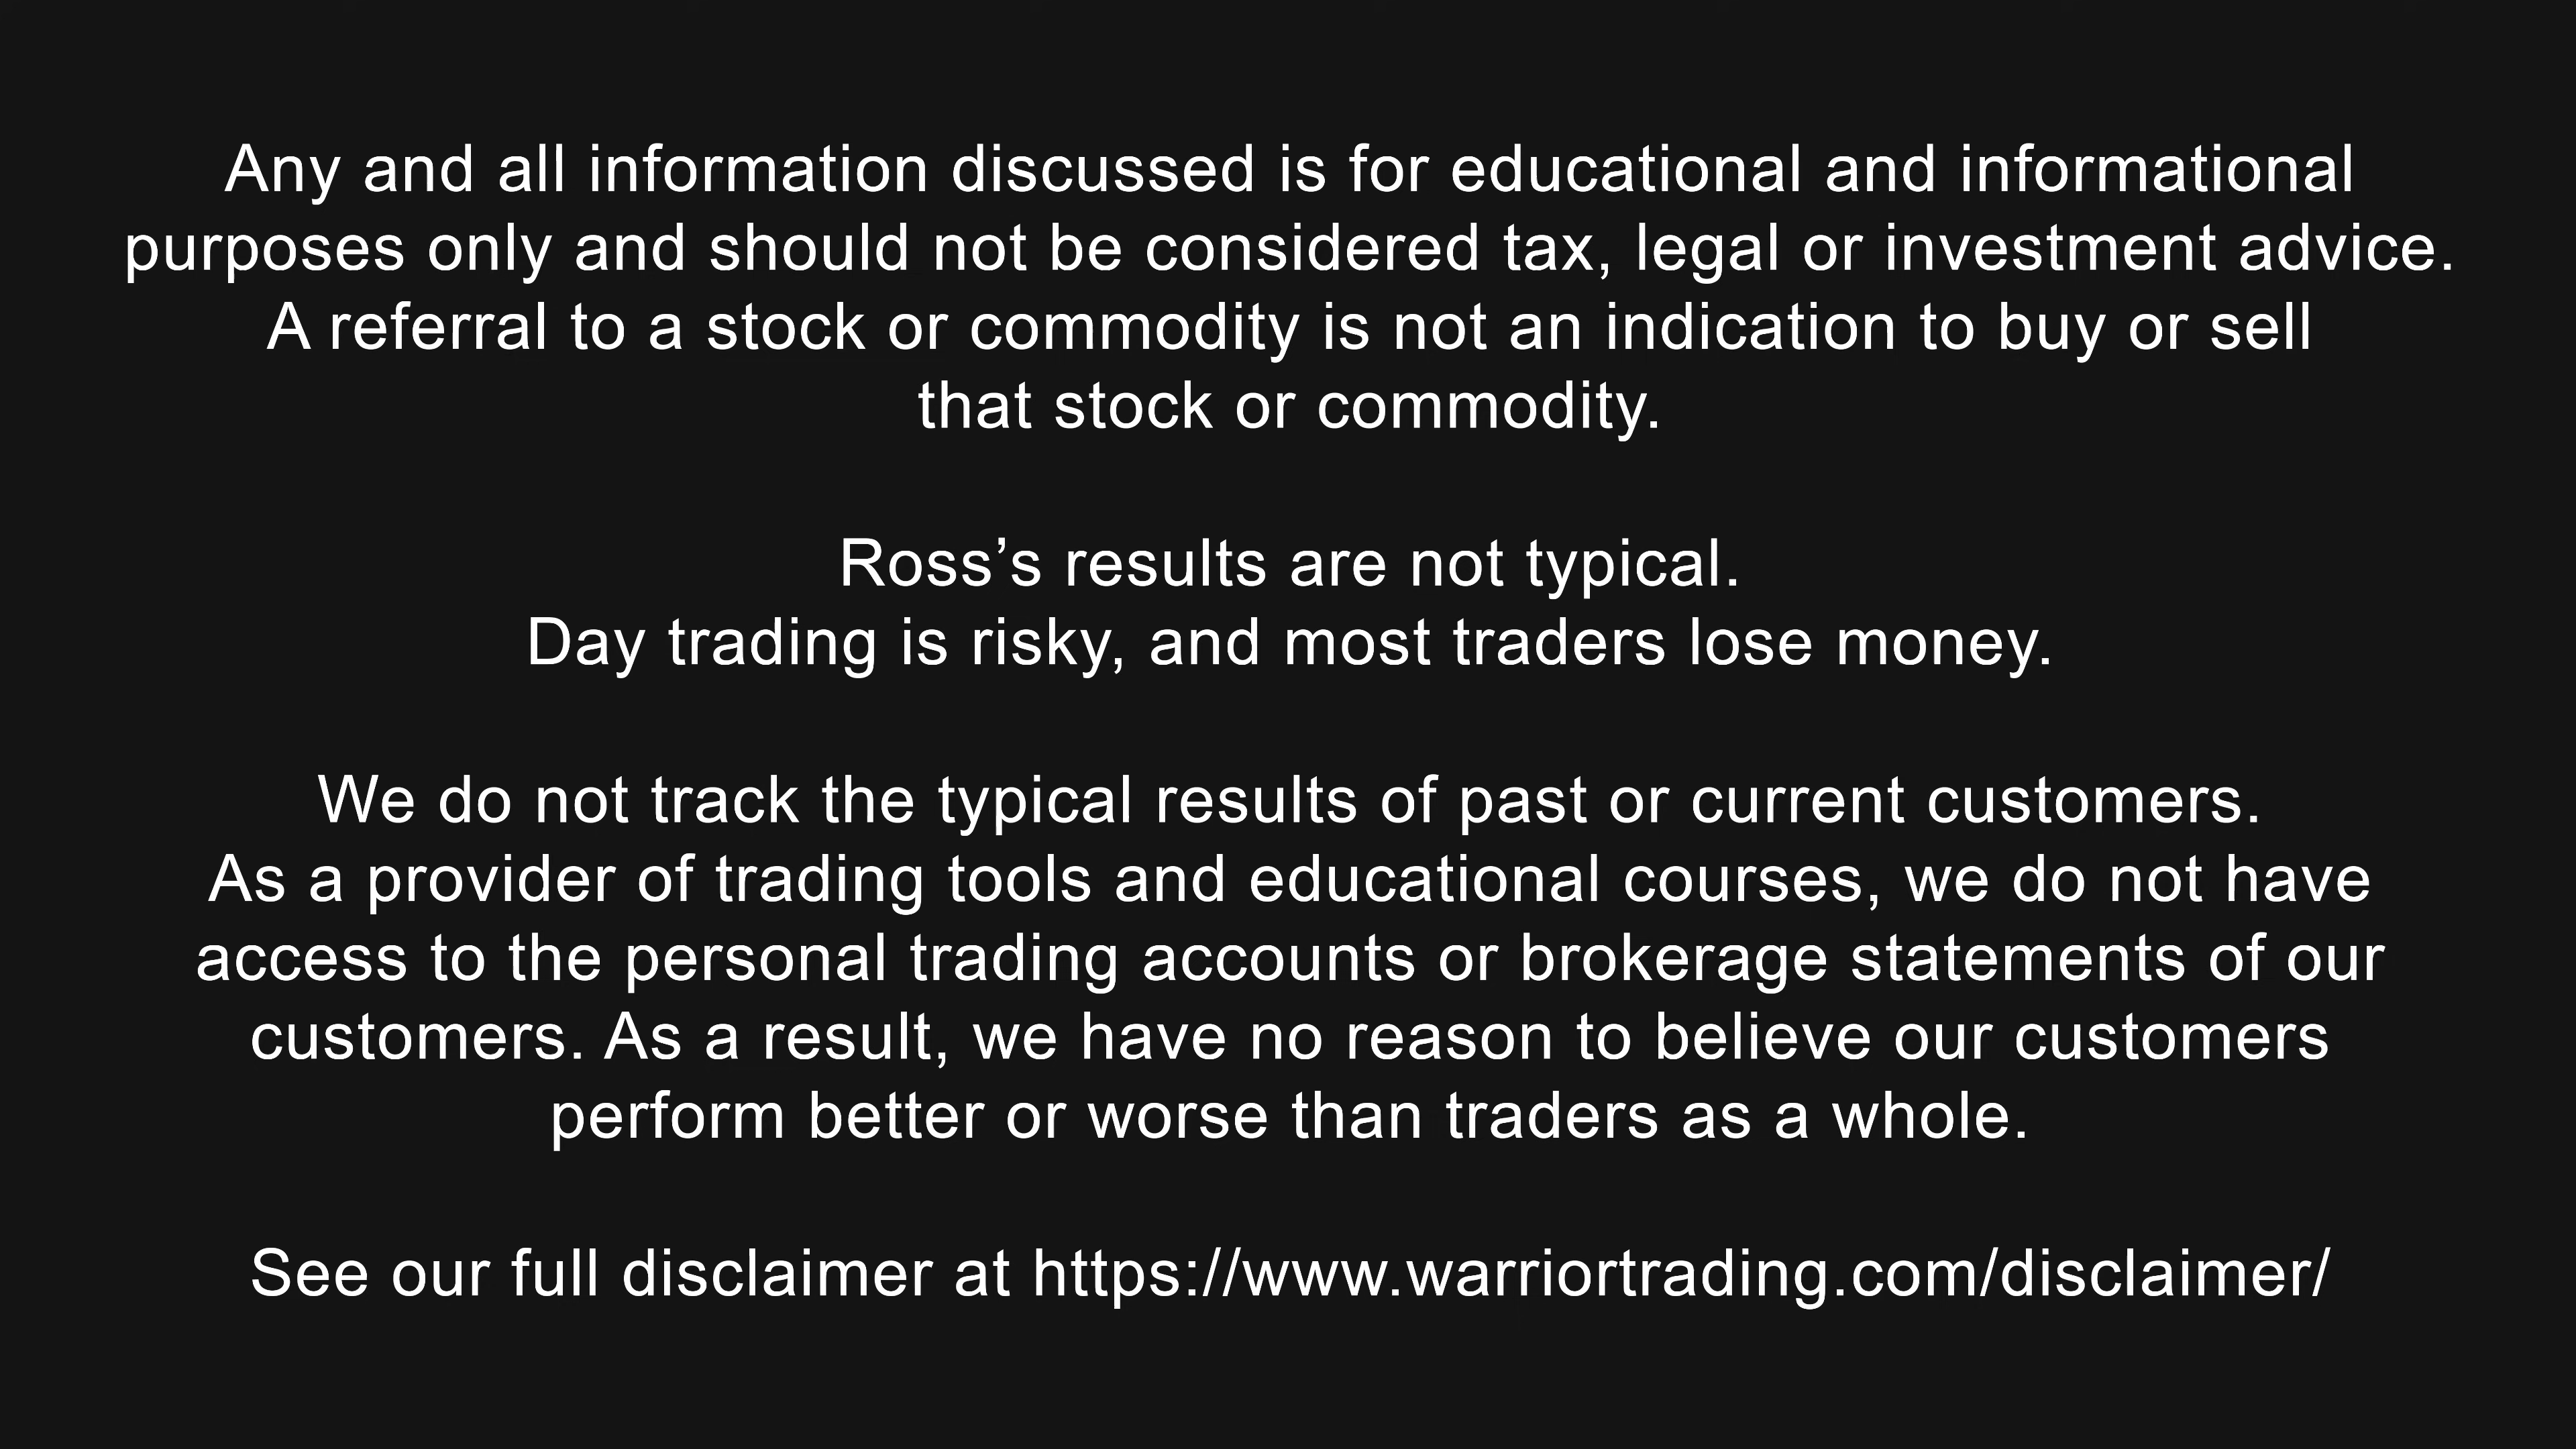 Any and all information discussed is for educational and informational
purposes only and should not be considered tax, legal or investment advice.
A referral to a stock or commodity is not an indication to buy or sell
that stock or commodity.
Ross’s results are not typical.
Day trading is risky, and most traders lose money.
We do not track the typical results of past or current customers.
As a provider of trading tools and educational courses, we do not have
access to the personal trading accounts or brokerage statements of our
customers. As a result, we have no reason to believe our customers
perform better or worse than traders as a whole.
See our full disclaimer at https://www.warriortrading.com/disclaimer/